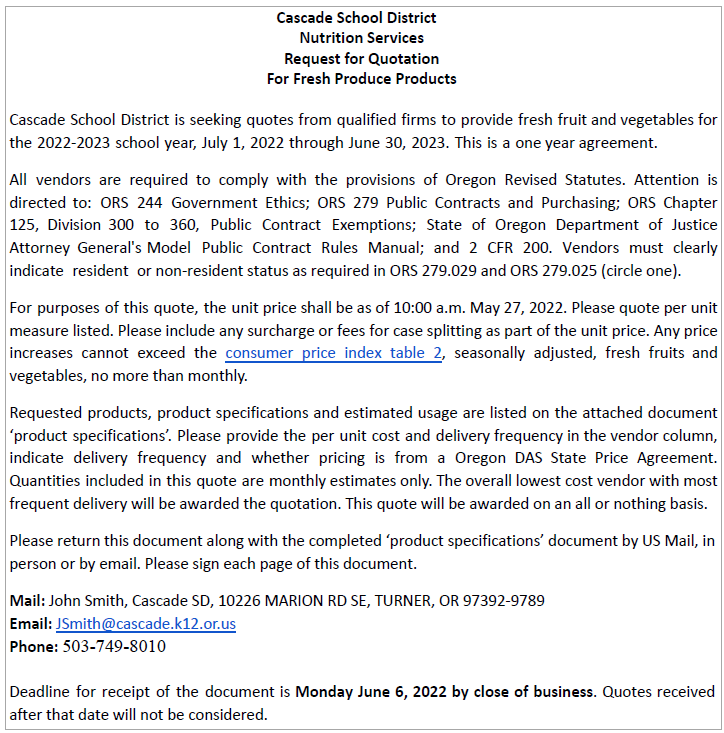 Cascade School District
Nutrition Services
Request for Quotation
For Fresh Produce Products
Cascade School District is seeking quotes from qualified firms to provide fresh fruit and vegetables for
the 2022-2023 school year, July 1, 2022 through June 30, 2023. This is a one year agreement.
All vendors are required to comply with the provisions of Oregon Revised Statutes. Attention is
directed to: ORS 244 Government Ethics; ORS 279 Public Contracts and Purchasing; ORS Chapter
125, Division 300 to 360, Public Contract Exemptions; State of Oregon Department of Justice
Attorney General's Model Public Contract Rules Manual; and 2 CFR 200. Vendors must clearly
indicate resident or non-resident status as required in ORS 279.029 and ORS 279.025 (circle one).
For purposes of this quote, the unit price shall be as of 10:00 a.m. May 27, 2022. Please quote per unit
measure listed. Please include any surcharge or fees for case splitting as part of the unit price. Any price
increases cannot exceed the consumer price index table 2, seasonally adjusted, fresh fruits and
vegetables, no more than monthly.
Requested products, product specifications and estimated usage are listed on the attached document
‘product specifications’. Please provide the per unit cost and delivery frequency in the vendor column,
indicate delivery frequency and whether pricing is from a Oregon DAS State Price Agreement.
Quantities included in this quote are monthly estimates only. The overall lowest cost vendor with most
frequent delivery will be awarded the quotation. This quote will be awarded on an all or nothing basis.
Please return this document along with the completed ‘product specifications’ document by US Mail, in
person or by email. Please sign each page of this document.
Mail: John Smith, Cascade SD, 10226 MARION RD SE, TURNER, OR 97392-9789
Email: JSmith@cascade.k12.or.us
Phone: 503-749-8010
Deadline for receipt of the document is Monday June 6, 2022 by close of business. Quotes received
after that date will not be considered.